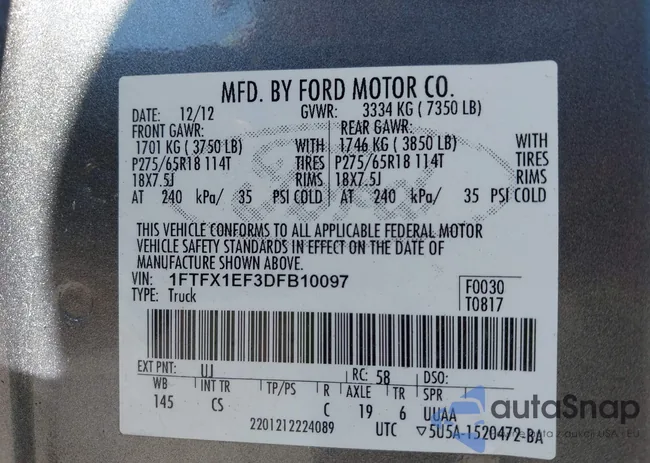 MFD. BY FORD MOTOR CO.
DATE: 12/12 GVWR: 3334 KG ( 7350 LB)
FRONT GAWR: REAR GAWR:
1701 KG ( 3750 LB) WITH 1746 KG ( 3850 LB) WITH
P275/65R18 114T TIRES P275/65R18 114T TIRES
18X7.5J RIMS 18X7.5J RIMS
AT 240 kPa/ 35 PSI COLD AT 240 kPa/ 35 PSI COLD
THIS VEHICLE CONFORMS TO ALL APPLICABLE FEDERAL MOTOR
VEHICLE SAFETY STANDARDS IN EFFECT ON THE DATE OF
MANUFACTURE SHOWN ABOVE.
VIN: 1FTFX1EF3DFB10097 F0030
TYPE: Truck T0817
EXT PNT: UJ RC: 58 DSO:
WB INT TR TP/PS R AXLE TR SPR
145 CS C 19 6 UUAA
2201212224089 UTC ▽5U5A-1520472-BA
autoSnap